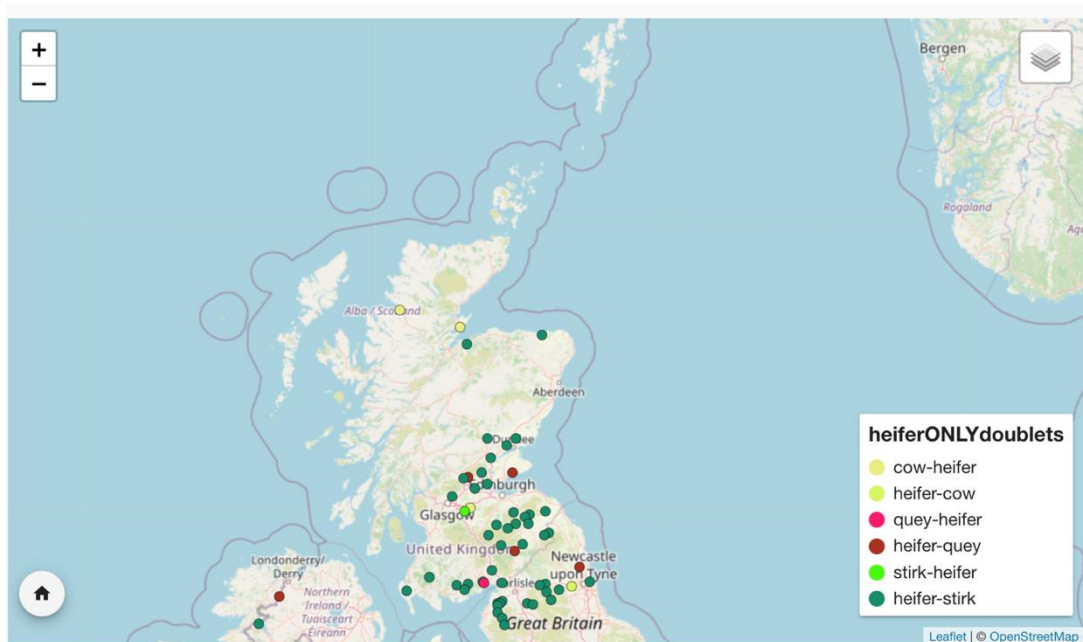 +
−
Bergen
Rogaland
Alba / Scotland
Aberdeen
Edinburgh
Glasgow
United Kingdom
Londonderry/
Derry
Newcastle
upon Tyne
Carlisle
Northern
Ireland /
Tuaisceart
Éireann
Great Britain
heiferONLYdoublets
cow-heifer
heifer-cow
quey-heifer
heifer-quey
stirk-heifer
heifer-stirk
Leaflet | © OpenStreetMap